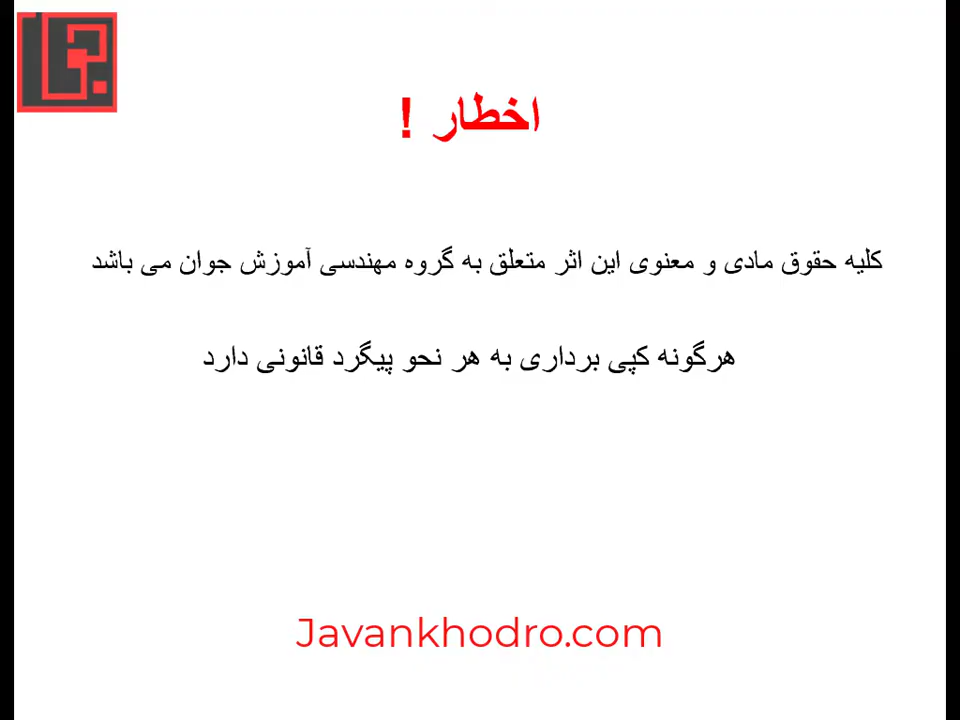 اخطار !
کلیه حقوق مادی و معنوی این اثر متعلق به گروه مهندسی آموزش جوان می باشد
هرگونه کپی برداری به هر نحو پیگرد قانونی دارد
Javankhodro.com